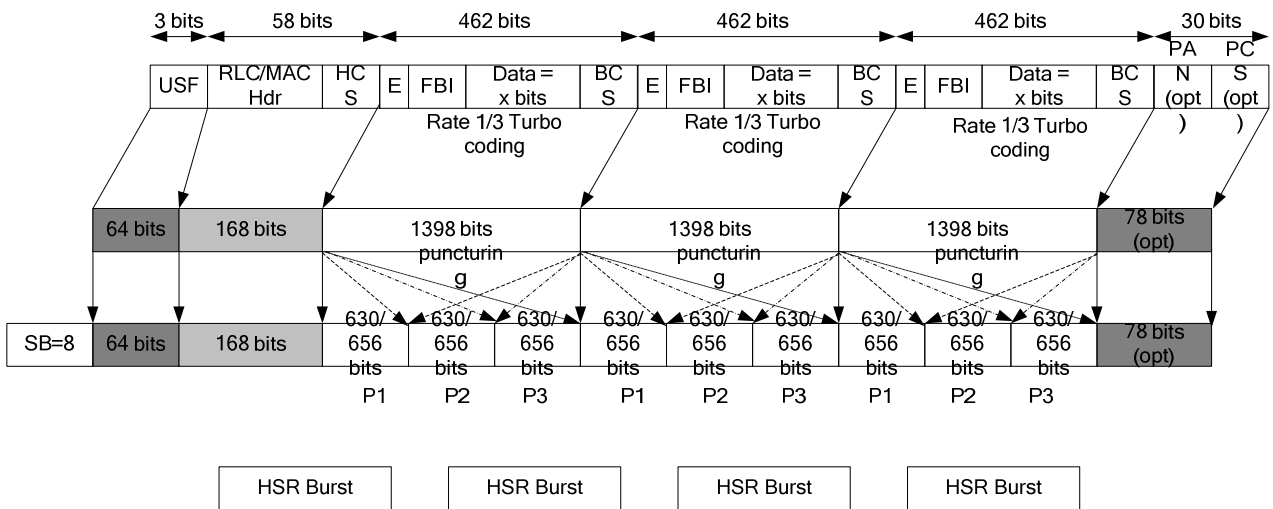 3 bits 58 bits 462 bits 462 bits 462 bits 30 bits
USF
RLC/MAC
Hdr
HC
S
E
FBI
Data =
x bits
BC
S
E
FBI
Data =
x bits
BC
S
E
FBI
Data =
x bits
BC
S
PA
N
(opt
)
PC
S
(opt
)
Rate 1/3 Turbo
coding
Rate 1/3 Turbo
coding
Rate 1/3 Turbo
coding
64 bits
168 bits
1398 bits
puncturin
g
1398 bits
puncturin
g
1398 bits
puncturin
g
78 bits
(opt)
SB=8
64 bits
168 bits
630/
656
bits
P1
630/
656
bits
P2
630/
656
bits
P3
630/
656
bits
P1
630/
656
bits
P2
630/
656
bits
P3
630/
656
bits
P1
630/
656
bits
P2
630/
656
bits
P3
78 bits
(opt)
HSR Burst
HSR Burst
HSR Burst
HSR Burst